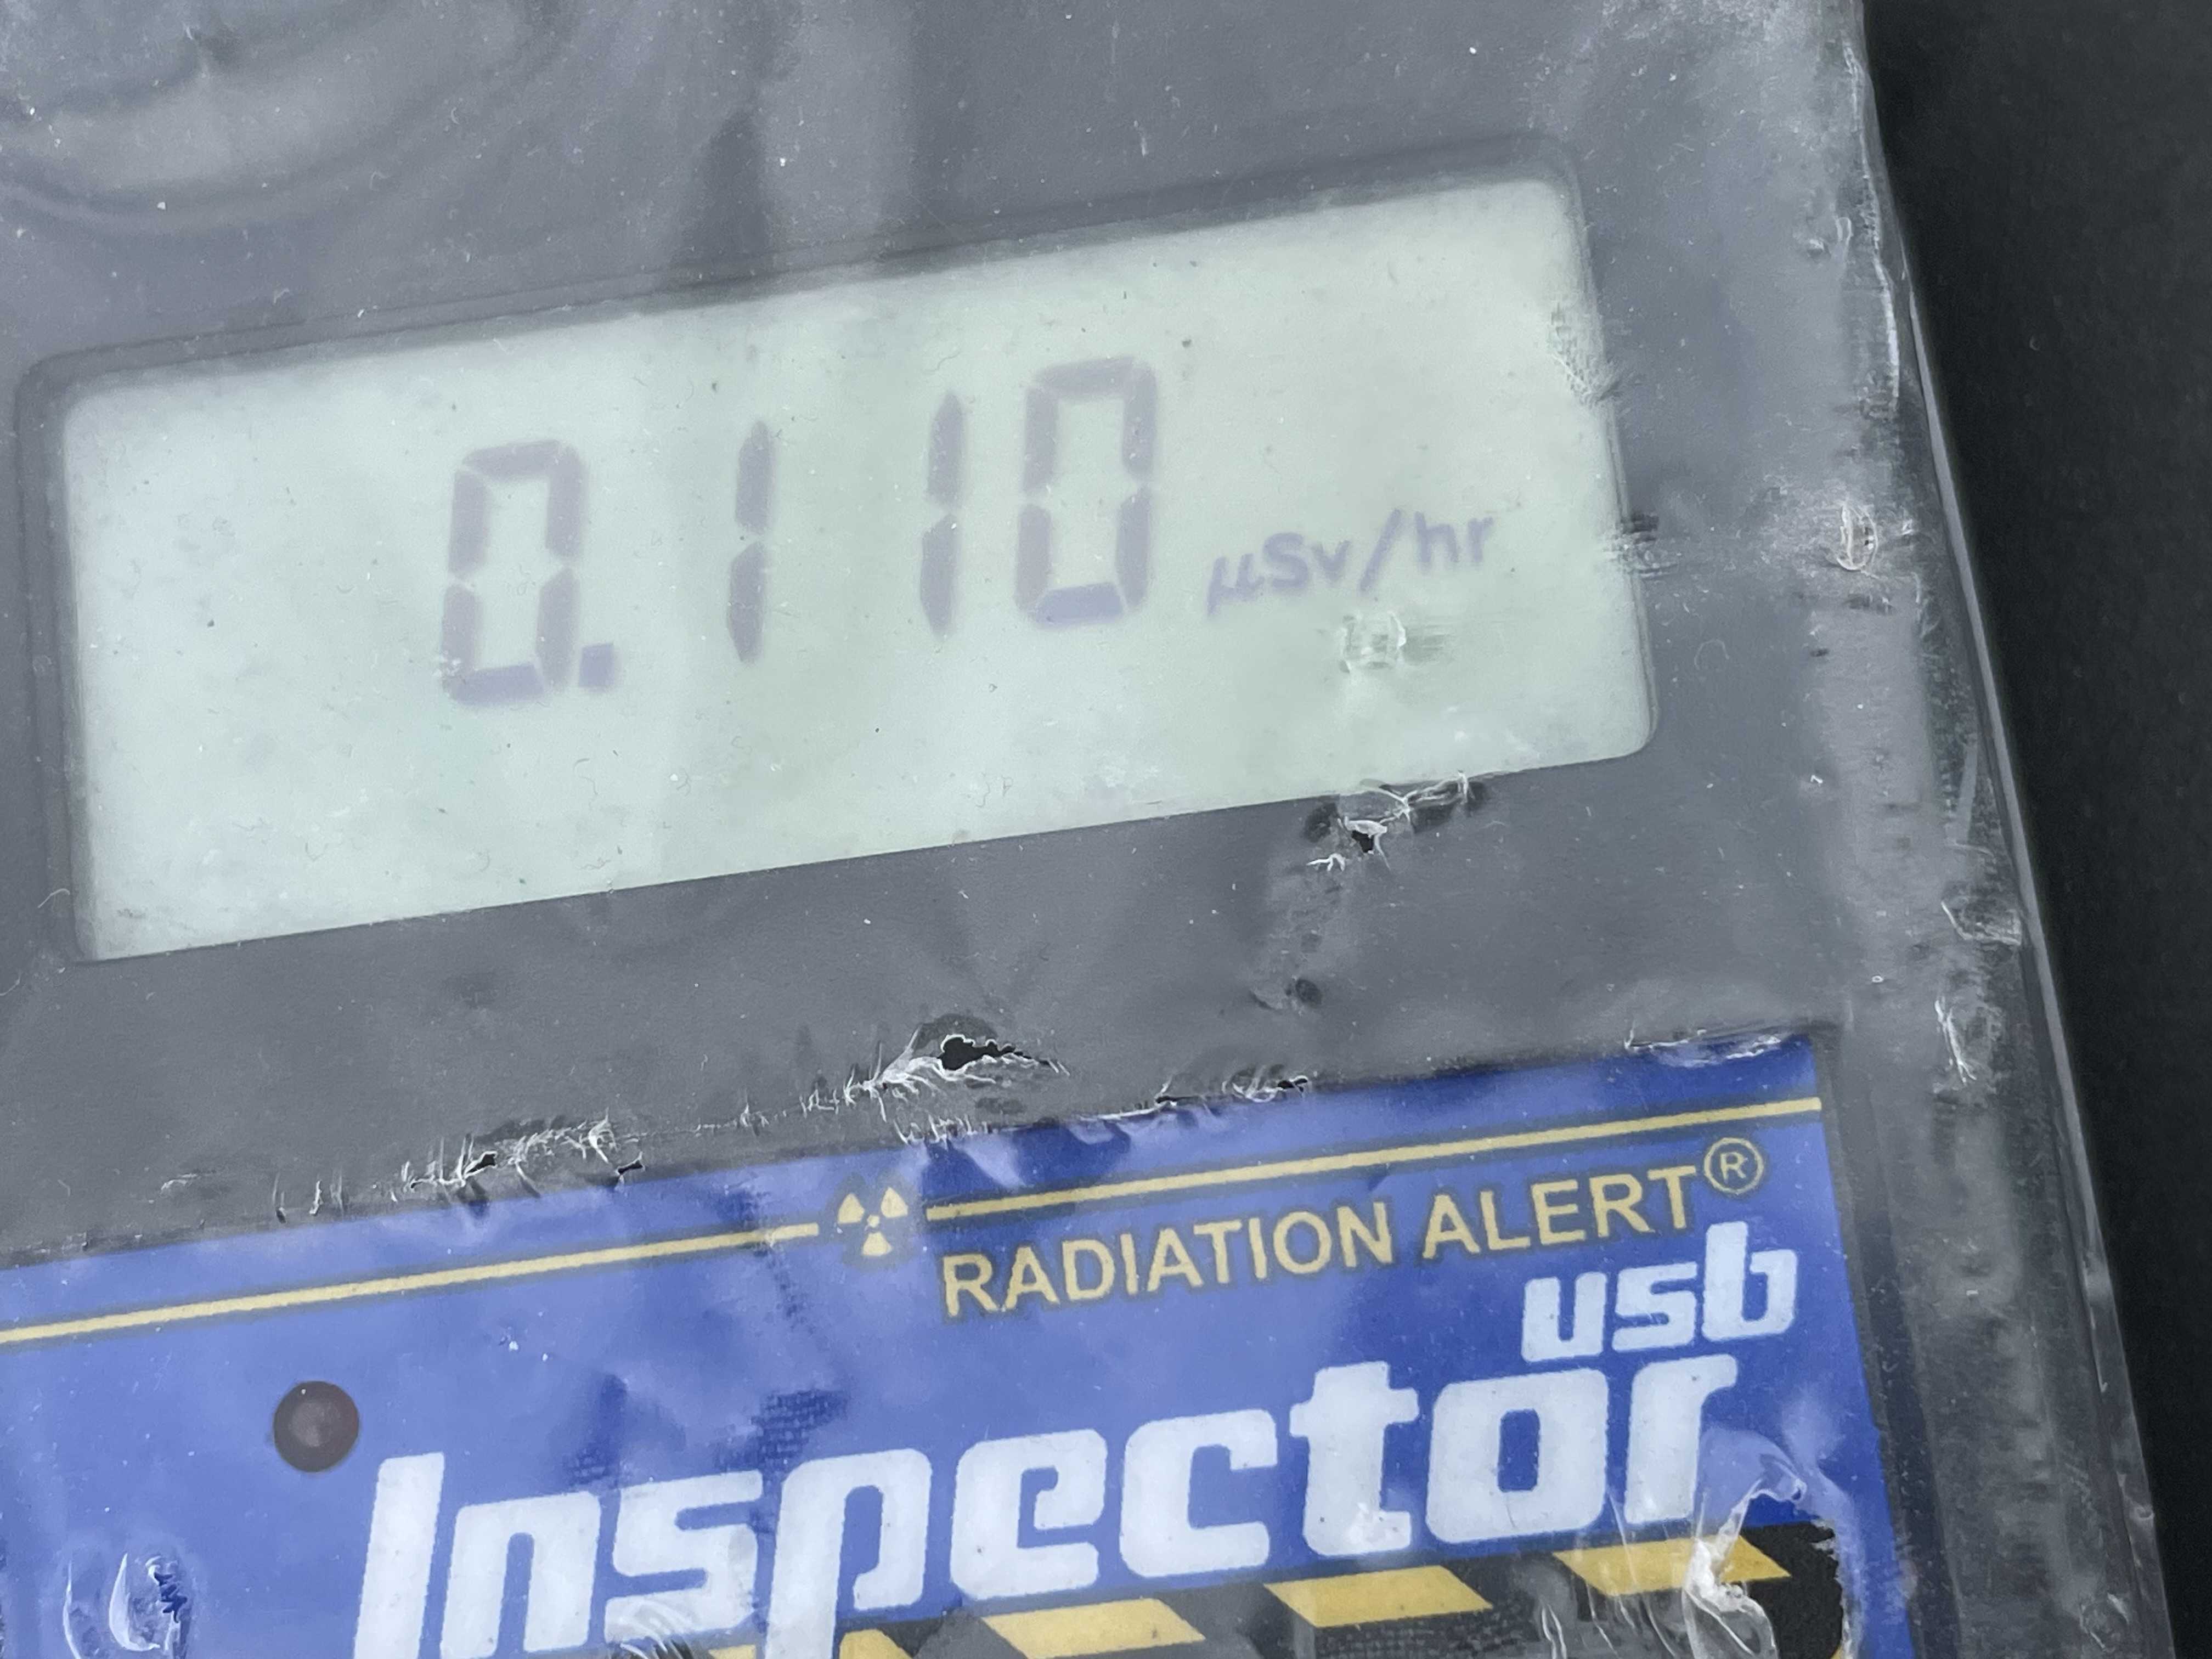 0.110 µSv/hr
RADIATION ALERT®
usb
Inspector